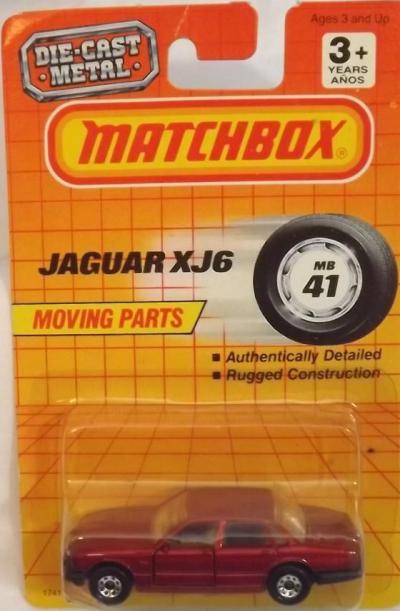 Ages 3 and Up
DIE-CAST
METAL
3+
YEARS
AÑOS
MATCHBOX®
JAGUAR XJ6
MB
41
MOVING PARTS
■ Authentically Detailed
■ Rugged Construction